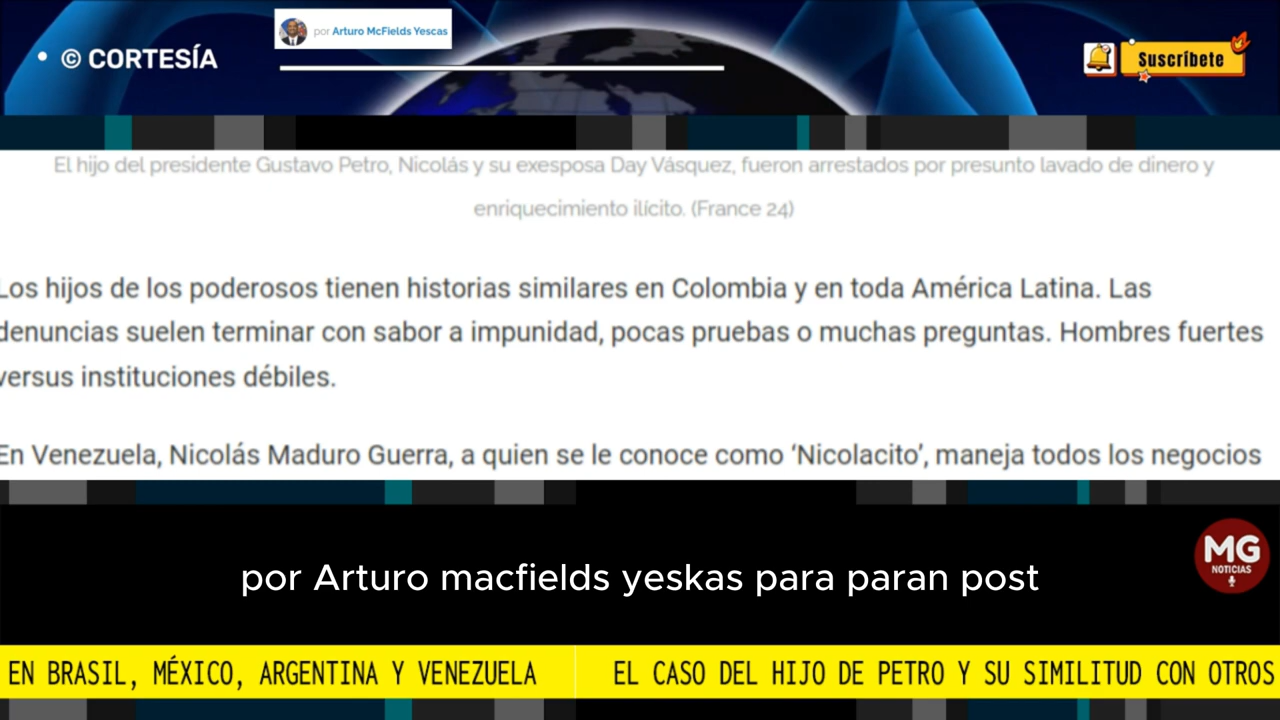 © CORTESÍA
por Arturo McFields Yescas
Suscríbete
El hijo del presidente Gustavo Petro, Nicolás y su exesposa Day Vásquez, fueron arrestados por presunto lavado de dinero y
enriquecimiento ilícito. (France 24)
Los hijos de los poderosos tienen historias similares en Colombia y en toda América Latina. Las
denuncias suelen terminar con sabor a impunidad, pocas pruebas o muchas preguntas. Hombres fuertes
versus instituciones débiles.
En Venezuela, Nicolás Maduro Guerra, a quien se le conoce como ‘Nicolacito’, maneja todos los negocios
por Arturo macfields yeskas para paran post
MG
NOTICIAS
EN BRASIL, MÉXICO, ARGENTINA Y VENEZUELA
EL CASO DEL HIJO DE PETRO Y SU SIMILITUD CON OTROS